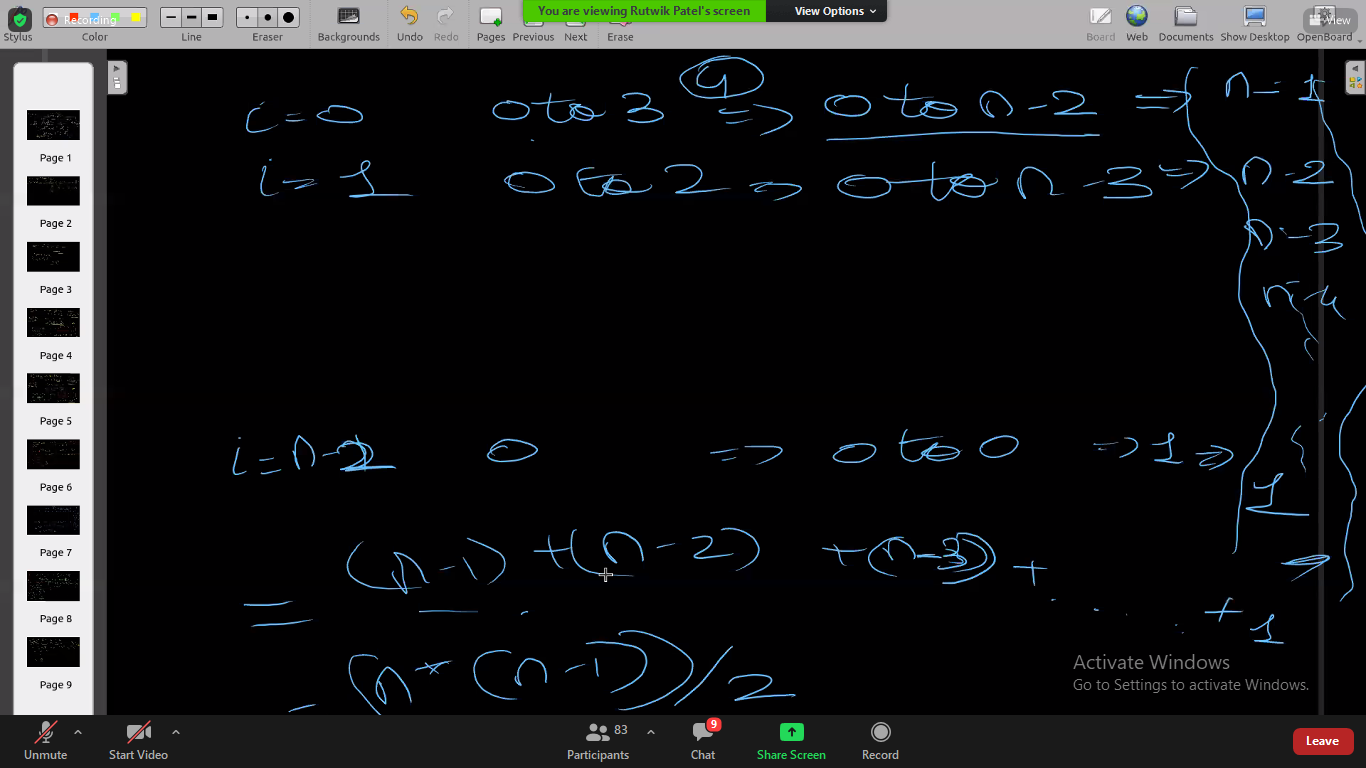 You are viewing Rutwik Patel's screen
View Options
Recording
View
Stylus
Color
Line
Eraser
Backgrounds
Undo
Redo
Pages
Previous
Next
Erase
Board
Web
Documents
Show Desktop
OpenBoard
Page 1
Page 2
Page 3
Page 4
Page 5
Page 6
Page 7
Page 8
Page 9
i=0 0 to 3 ⇒ 0 to n-2 ⇒ n-1
i=1 0 to 2 ⇒ 0 to n-3 ⇒ n-2
n-3
n-4
i=n-2 0 ⇒ 0 to 0 ⇒ 1 ⇒
1
= (n-1) + (n-2) + (n-3) + .... + 1
= (n*(n-1))/2
Activate Windows
Go to Settings to activate Windows.
Unmute
Start Video
83
Participants
9
Chat
Share Screen
Record
Leave